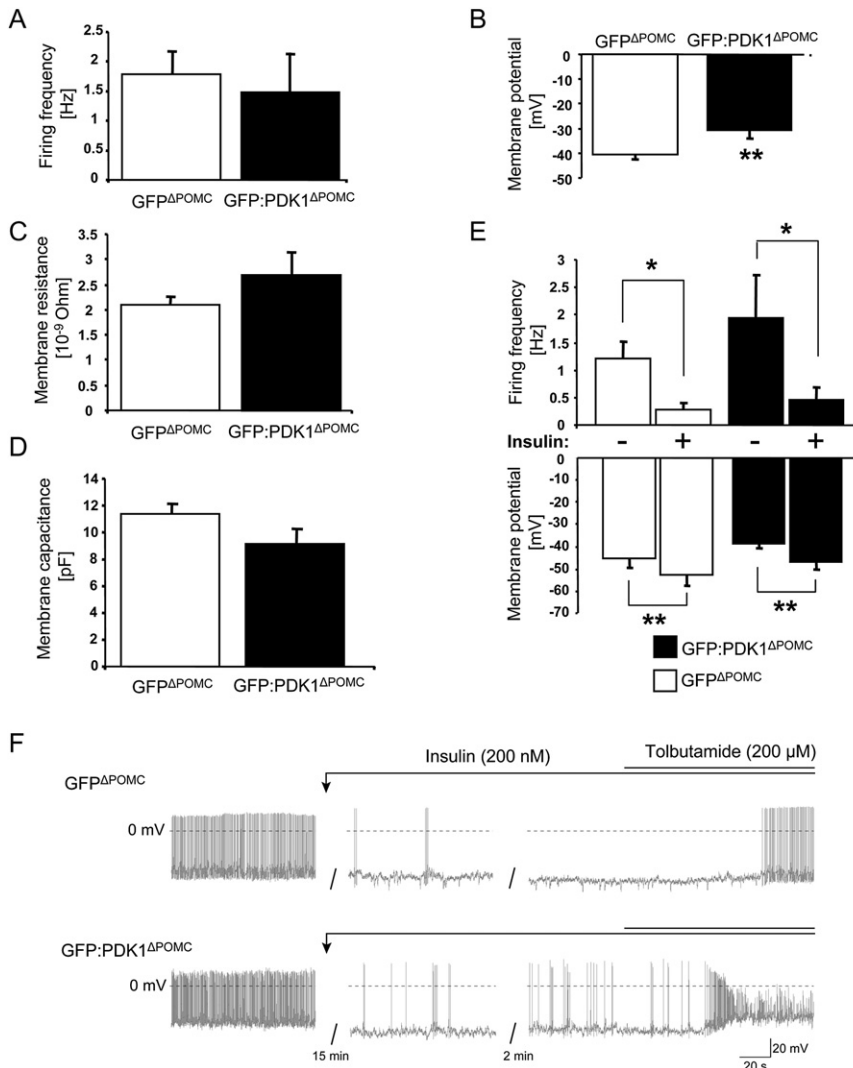 A
Firing frequency
[Hz]
2.5
2
1.5
1
0.5
0
GFPΔPOMC
GFP:PDK1ΔPOMC
B
GFPΔPOMC
GFP:PDK1ΔPOMC
Membrane potential
[mV]
0
-10
-20
-30
-40
-50
**
C
Membrane resistance
[10-9 Ohm]
3.5
3
2.5
2
1.5
1
0.5
0
GFPΔPOMC
GFP:PDK1ΔPOMC
D
Membrane capacitance
[pF]
14
12
10
8
6
4
2
0
GFPΔPOMC
GFP:PDK1ΔPOMC
E
Firing frequency
[Hz]
3
2.5
2
1.5
1
0.5
0
*
*
Insulin: - + - +
Membrane potential
[mV]
0
-10
-20
-30
-40
-50
-60
-70
**
**
GFP:PDK1ΔPOMC
GFPΔPOMC
F
Insulin (200 nM)
Tolbutamide (200 µM)
GFPΔPOMC
0 mV
/ /
GFP:PDK1ΔPOMC
0 mV
/ /
15 min
2 min
20 mV
20 s